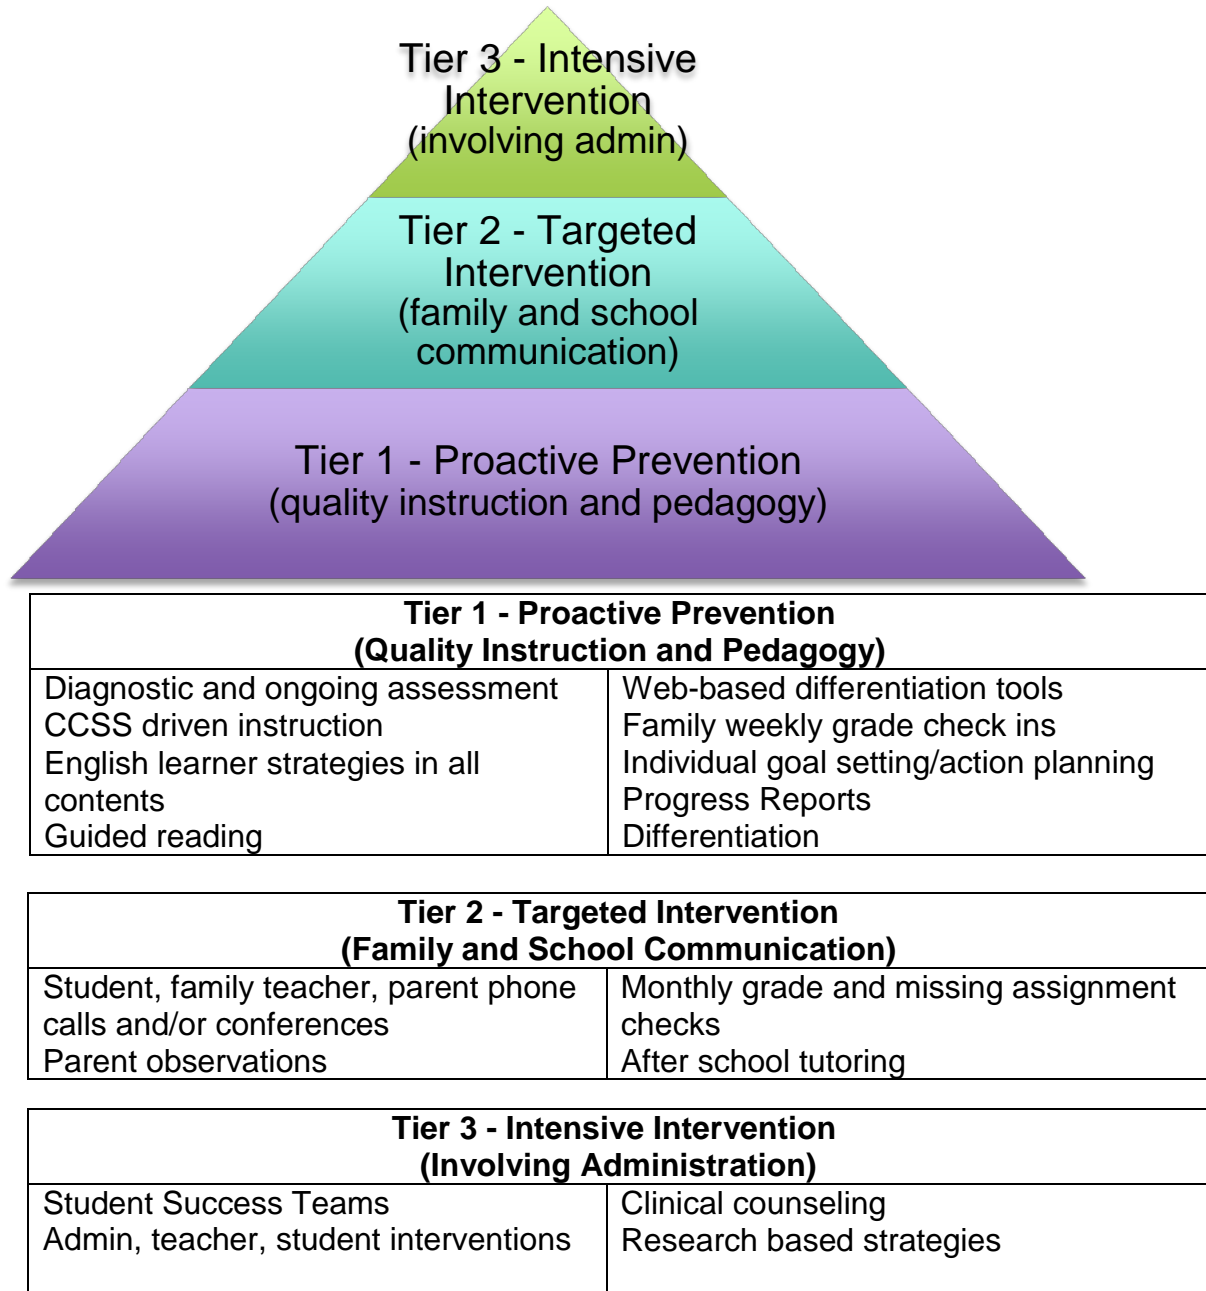 Tier 3 - Intensive
Intervention
(involving admin)
Tier 2 - Targeted
Intervention
(family and school
communication)
Tier 1 - Proactive Prevention
(quality instruction and pedagogy)
Tier 1 - Proactive Prevention
(Quality Instruction and Pedagogy)
Diagnostic and ongoing assessment
CCSS driven instruction
English learner strategies in all
contents
Guided reading
Web-based differentiation tools
Family weekly grade check ins
Individual goal setting/action planning
Progress Reports
Differentiation
Tier 2 - Targeted Intervention
(Family and School Communication)
Student, family teacher, parent phone
calls and/or conferences
Parent observations
Monthly grade and missing assignment
checks
After school tutoring
Tier 3 - Intensive Intervention
(Involving Administration)
Student Success Teams
Admin, teacher, student interventions
Clinical counseling
Research based strategies